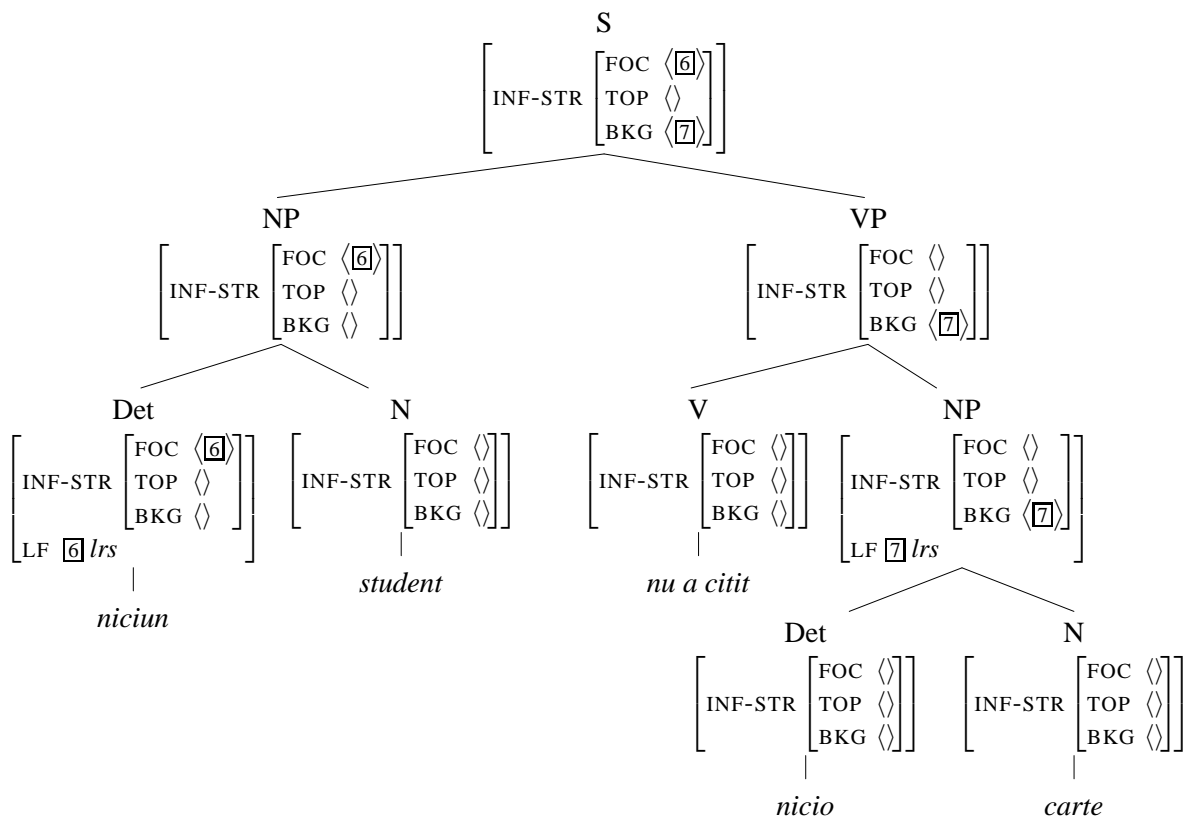 S
FOC ⟨6⟩
INF-STR TOP ⟨⟩
BKG ⟨7⟩
NP VP
FOC ⟨6⟩ FOC ⟨⟩
INF-STR TOP ⟨⟩ INF-STR TOP ⟨⟩
BKG ⟨⟩ BKG ⟨7⟩
Det N V NP
FOC ⟨6⟩ FOC ⟨⟩ FOC ⟨⟩ FOC ⟨⟩
INF-STR TOP ⟨⟩ INF-STR TOP ⟨⟩ INF-STR TOP ⟨⟩ INF-STR TOP ⟨⟩
BKG ⟨⟩ BKG ⟨⟩ BKG ⟨⟩ BKG ⟨7⟩
LF 6 lrs LF 7 lrs
student nu a citit
niciun
Det N
FOC ⟨⟩ FOC ⟨⟩
INF-STR TOP ⟨⟩ INF-STR TOP ⟨⟩
BKG ⟨⟩ BKG ⟨⟩
nicio carte